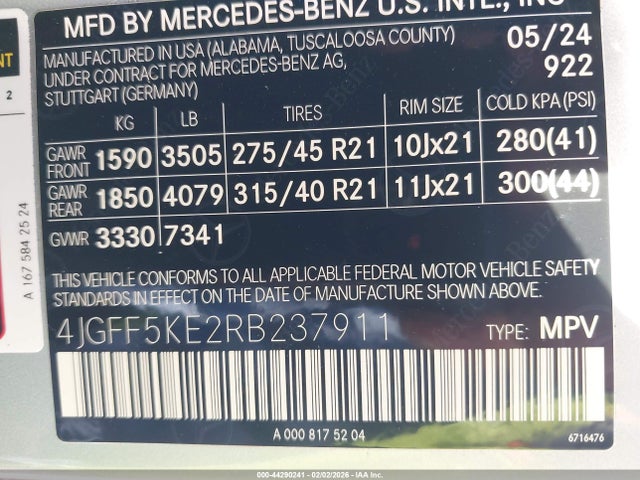 MFD BY MERCEDES-BENZ U.S. INTL., INC
MANUFACTURED IN USA (ALABAMA, TUSCALOOSA COUNTY) 05/24
UNDER CONTRACT FOR MERCEDES-BENZ AG, 922
STUTTGART (GERMANY)
KG LB TIRES RIM SIZE COLD KPA (PSI)
GAWR FRONT 1590 3505 275/45 R21 10Jx21 280(41)
GAWR REAR 1850 4079 315/40 R21 11Jx21 300(44)
GVWR 3330 7341
THIS VEHICLE CONFORMS TO ALL APPLICABLE FEDERAL MOTOR VEHICLE SAFETY
STANDARDS IN EFFECT ON THE DATE OF MANUFACTURE SHOWN ABOVE.
4JGFF5KE2RB237911 TYPE: MPV
A 000 817 52 04
6716476
NT
2
A 167 584 25 24
000-44290241 - 02/02/2026 - IAAI.COM